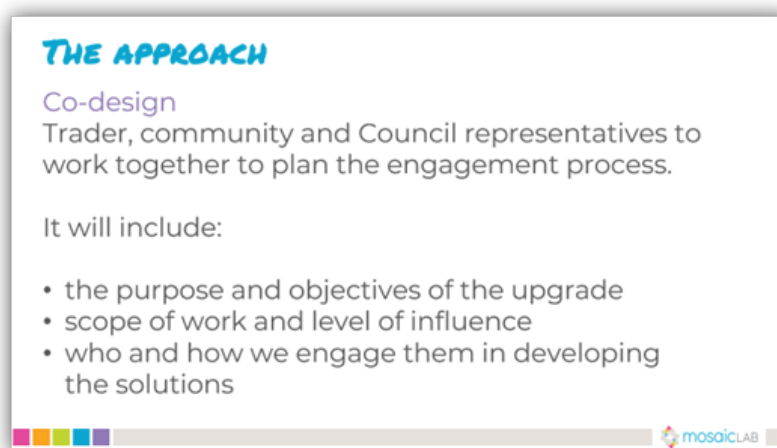 THE APPROACH
Co-design
Trader, community and Council representatives to
work together to plan the engagement process.
It will include:
• the purpose and objectives of the upgrade
• scope of work and level of influence
• who and how we engage them in developing
the solutions
mosaicLAB